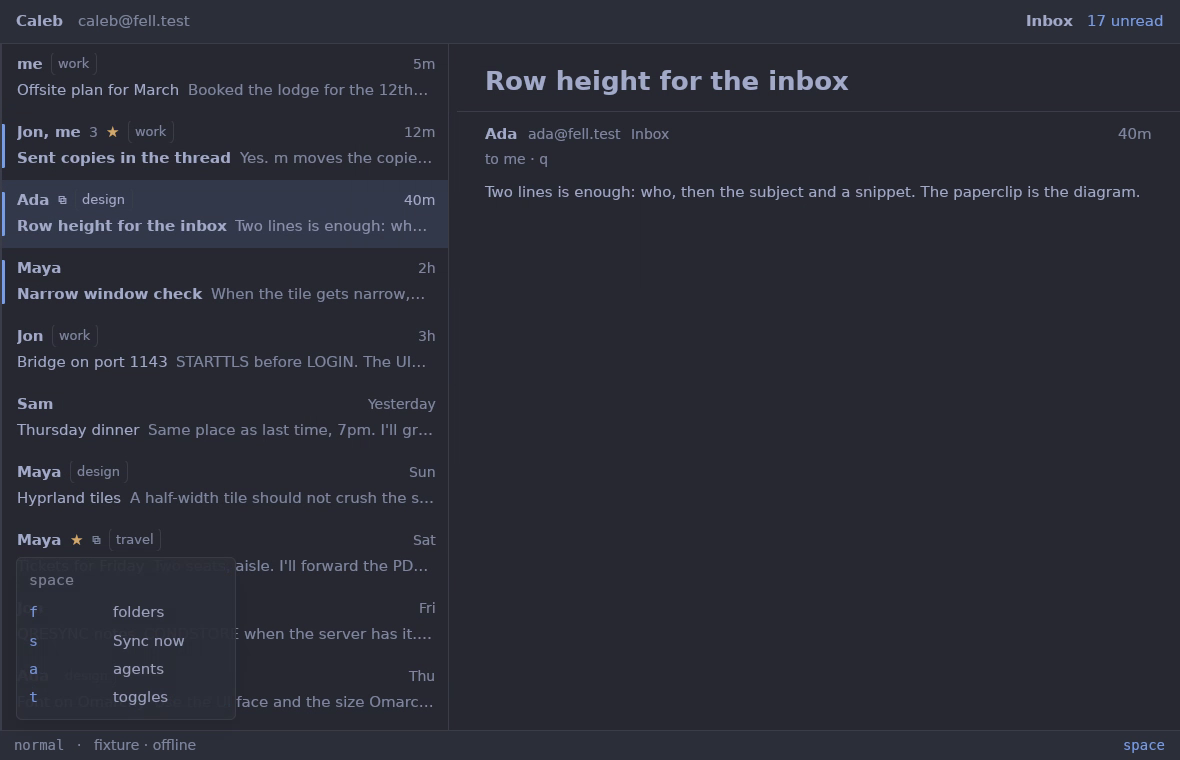 Caleb caleb@fell.test
Inbox 17 unread
me work 5m
Offsite plan for March Booked the lodge for the 12th…
Jon, me 3 ★ work 12m
Sent copies in the thread Yes. m moves the copie…
Ada design 40m
Row height for the inbox Two lines is enough: wh…
Maya 2h
Narrow window check When the tile gets narrow,…
Jon work 3h
Bridge on port 1143 STARTTLS before LOGIN. The UI…
Sam Yesterday
Thursday dinner Same place as last time, 7pm. I'll gr…
Maya design Sun
Hyprland tiles A half-width tile should not crush the s…
Maya ★ travel Sat
Tickets for Friday Two seats, aisle. I'll forward the PD…
Fri
when the server has it.…
Ada design Thu
face and the size Omarc…
space
f folders
s Sync now
a agents
t toggles
Row height for the inbox
Ada ada@fell.test Inbox 40m
to me · q
Two lines is enough: who, then the subject and a snippet. The paperclip is the diagram.
normal · fixture · offline
space